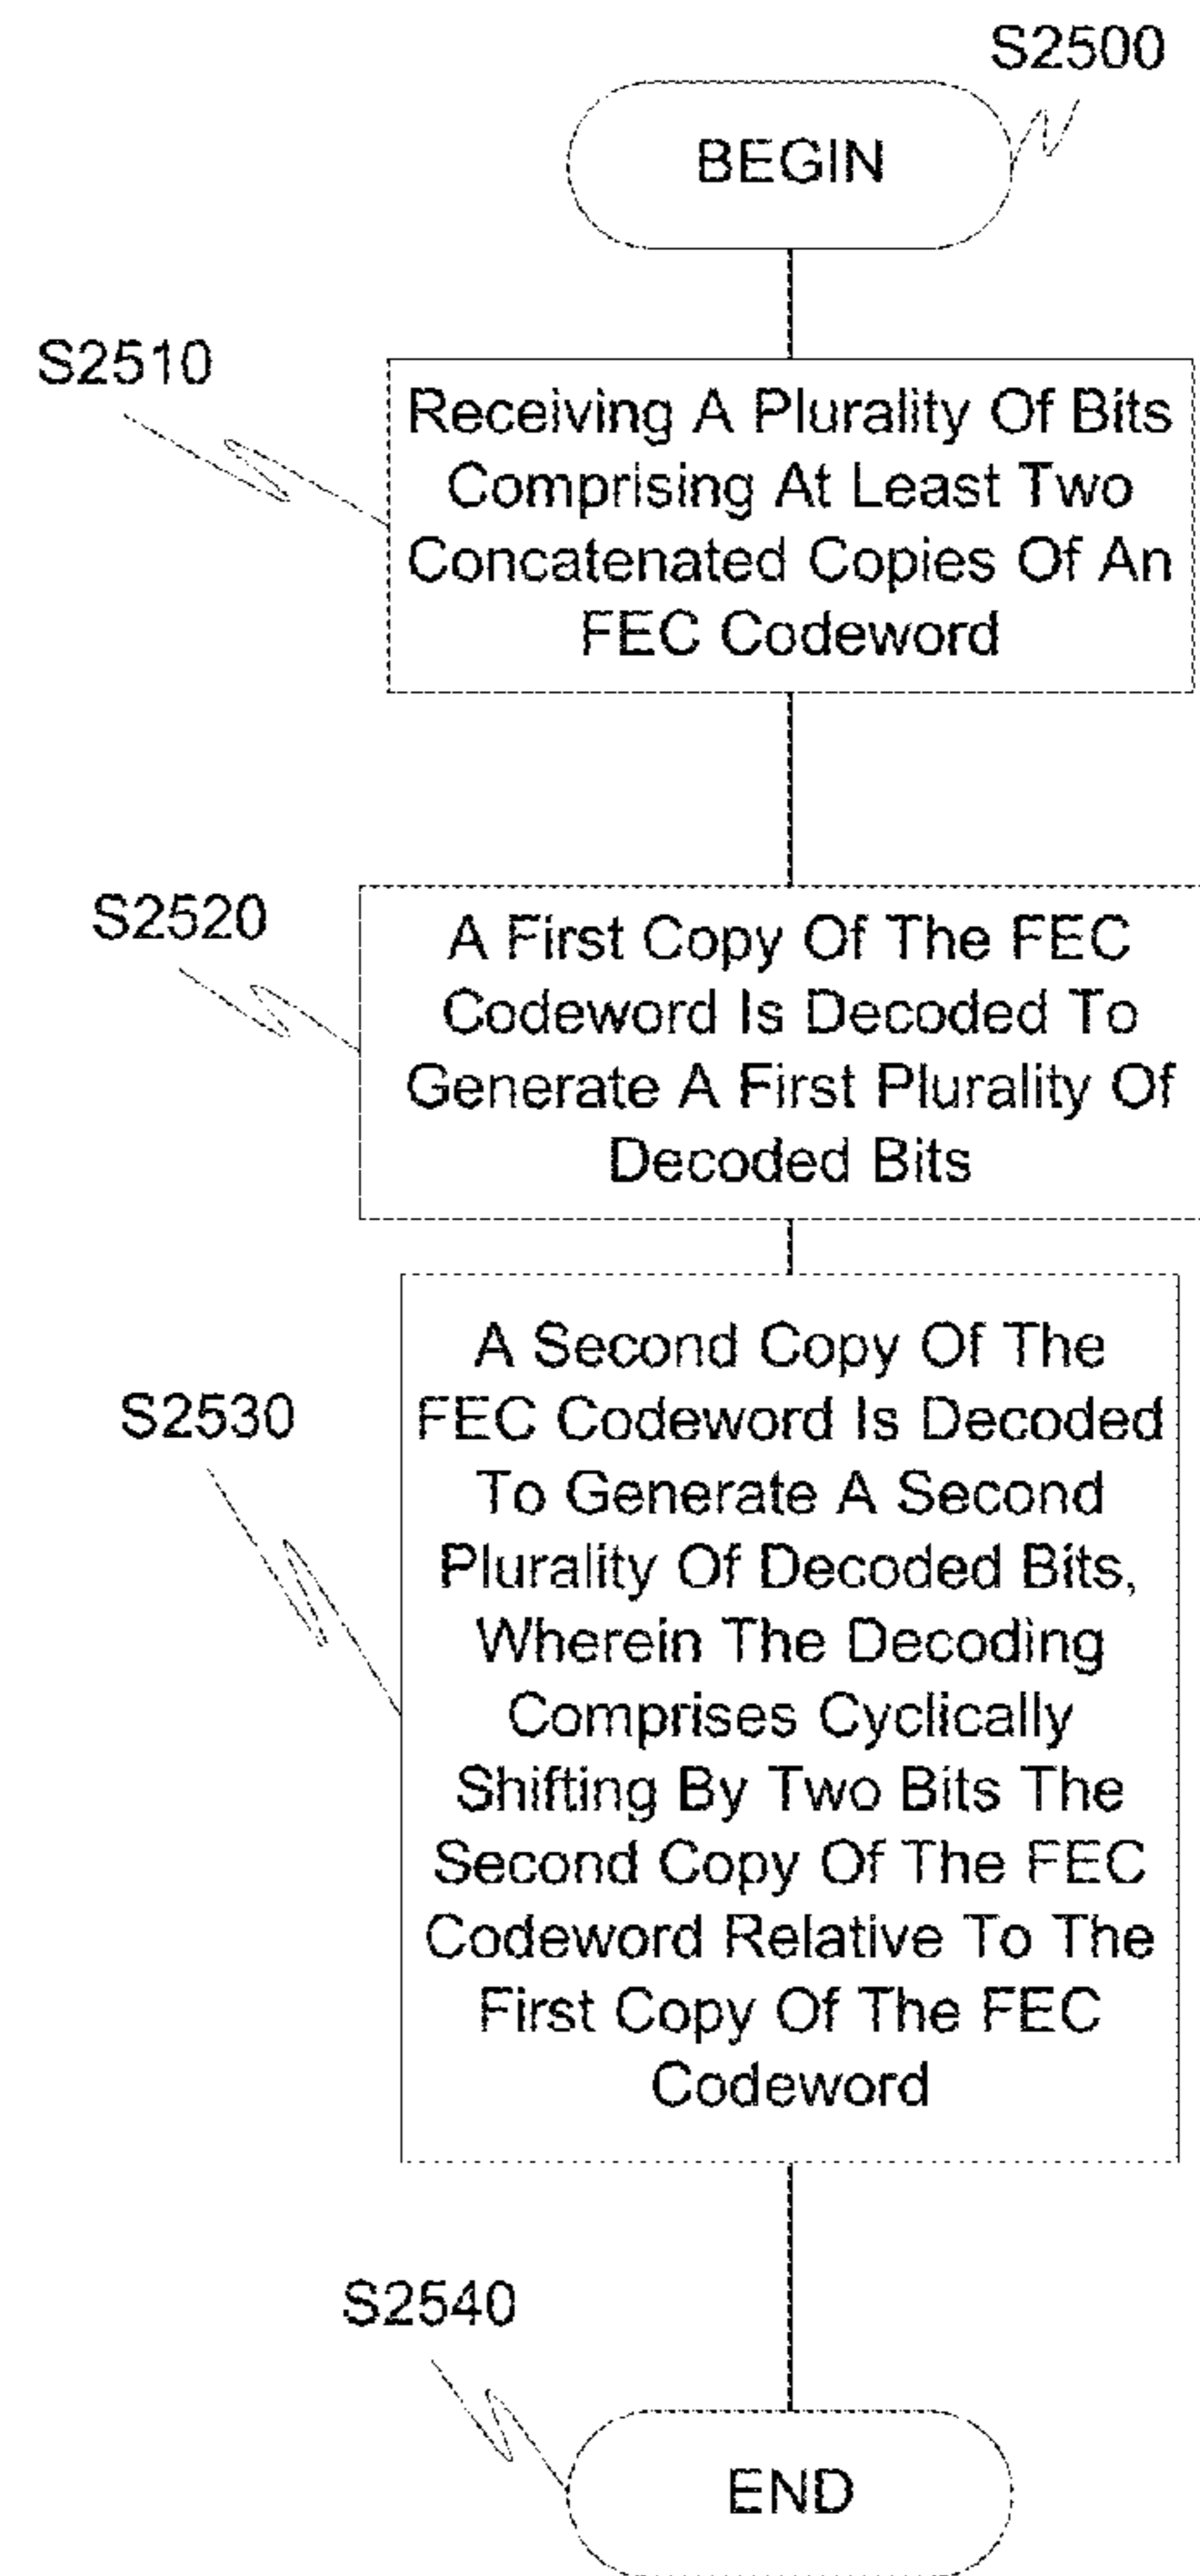 S2500
BEGIN
S2510
Receiving A Plurality Of Bits
Comprising At Least Two
Concatenated Copies Of An
FEC Codeword
S2520
A First Copy Of The FEC
Codeword Is Decoded To
Generate A First Plurality Of
Decoded Bits
S2530
A Second Copy Of The
FEC Codeword Is Decoded
To Generate A Second
Plurality Of Decoded Bits,
Wherein The Decoding
Comprises Cyclically
Shifting By Two Bits The
Second Copy Of The FEC
Codeword Relative To The
First Copy Of The FEC
Codeword
S2540
END